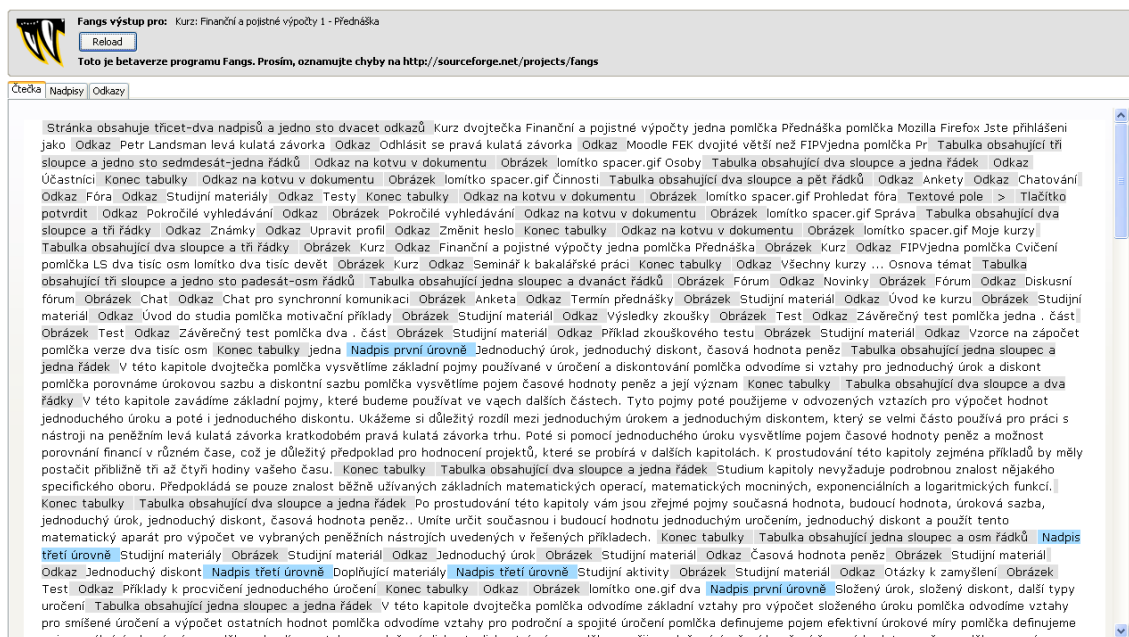 Fangs výstup pro: Kurz: Finanční a pojistné výpočty 1 - Přednáška
Reload
Toto je betaverze programu Fangs. Prosím, oznamujte chyby na http://sourceforge.net/projects/fangs
Čtečka Nadpisy Odkazy
Stránka obsahuje třicet-dva nadpisů a jedno sto dvacet odkazů Kurz dvojtečka Finanční a pojistné výpočty jedna pomlčka Přednáška pomlčka Mozilla Firefox Jste přihlášeni
jako Odkaz Petr Landsman levá kulatá závorka Odkaz Odhlásit se pravá kulatá závorka Odkaz Moodle FEK dvojité větší než FIPVjedna pomlčka Pr Tabulka obsahující tři
sloupce a jedno sto sedmdesát-jedna řádků Odkaz na kotvu v dokumentu Obrázek lomítko spacer.gif Osoby Tabulka obsahující dva sloupce a jedna řádek Odkaz
Účastníci Konec tabulky Odkaz na kotvu v dokumentu Obrázek lomítko spacer.gif Činnosti Tabulka obsahující dva sloupce a pět řádků Odkaz Ankety Odkaz Chatování
Odkaz Fóra Odkaz Studijní materiály Odkaz Testy Konec tabulky Odkaz na kotvu v dokumentu Obrázek lomítko spacer.gif Prohledat fóra Textové pole > Tlačítko
potvrdit Odkaz Pokročilé vyhledávání Odkaz Obrázek Pokročilé vyhledávání Odkaz na kotvu v dokumentu Obrázek lomítko spacer.gif Správa Tabulka obsahující dva
sloupce a tři řádky Odkaz Známky Odkaz Upravit profil Odkaz Změnit heslo Konec tabulky Odkaz na kotvu v dokumentu Obrázek lomítko spacer.gif Moje kurzy
Tabulka obsahující dva sloupce a tři řádky Obrázek Kurz Odkaz Finanční a pojistné výpočty jedna pomlčka Přednáška Obrázek Kurz Odkaz FIPVjedna pomlčka Cvičení
pomlčka LS dva tisíc osm lomítko dva tisíc devět Obrázek Kurz Odkaz Seminář k bakalářské práci Konec tabulky Odkaz Všechny kurzy ... Osnova témat Tabulka
obsahující tři sloupce a jedno sto padesát-osm řádků Tabulka obsahující jedna sloupec a dvanáct řádků Obrázek Fórum Odkaz Novinky Obrázek Fórum Odkaz Diskusní
fórum Obrázek Chat Odkaz Chat pro synchronní komunikaci Obrázek Anketa Odkaz Termín přednášky Obrázek Studijní materiál Odkaz Úvod ke kurzu Obrázek Studijní
materiál Odkaz Úvod do studia pomlčka motivační příklady Obrázek Studijní materiál Odkaz Výsledky zkoušky Obrázek Test Odkaz Závěrečný test pomlčka jedna . část
Obrázek Test Odkaz Závěrečný test pomlčka dva . část Obrázek Studijní materiál Odkaz Příklad zkouškového testu Obrázek Studijní materiál Odkaz Vzorce na zápočet
pomlčka verze dva tisíc osm Konec tabulky jedna Nadpis první úrovně Jednoduchý úrok, jednoduchý diskont, časová hodnota peněz Tabulka obsahující jedna sloupec a
jedna řádek V této kapitole dvojtečka pomlčka vysvětlíme základní pojmy používané v úročení a diskontování pomlčka odvodíme si vztahy pro jednoduchý úrok a diskont
pomlčka porovnáme úrokovou sazbu a diskontní sazbu pomlčka vysvětlíme pojem časové hodnoty peněz a její význam Konec tabulky Tabulka obsahující dva sloupce a dva
řádky V této kapitole zavádíme základní pojmy, které budeme používat ve všech dalších částech. Tyto pojmy poté použijeme v odvozených vztazích pro výpočet hodnot
jednoduchého úroku a poté i jednoduchého diskontu. Ukážeme si důležitý rozdíl mezi jednoduchým úrokem a jednoduchým diskontem, který se velmi často používá pro práci s
nástroji na peněžním levá kulatá závorka kratkodobém pravá kulatá závorka trhu. Poté si pomocí jednoduchého úroku vysvětlíme pojem časové hodnoty peněz a možnost
porovnání financí v různém čase, což je důležitý předpoklad pro hodnocení projektů, které se probírá v dalších kapitolách. K prostudování této kapitoly zejména příkladů by měly
postačit přibližně tři až čtyři hodiny vašeho času. Konec tabulky Tabulka obsahující dva sloupce a jedna řádek Studium kapitoly nevyžaduje podrobnou znalost nějakého
specifického oboru. Předpokládá se pouze znalost běžně užívaných základních matematických operací, matematických mocniných, exponenciálních a logaritmických funkcí.
Konec tabulky Tabulka obsahující dva sloupce a jedna řádek Po prostudování této kapitoly vám jsou zřejmé pojmy současná hodnota, budoucí hodnota, úroková sazba,
jednoduchý úrok, jednoduchý diskont, časová hodnota peněz.. Umíte určit současnou i budoucí hodnotu jednoduchým uročením, jednoduchý diskont a použít tento
matematický aparát pro výpočet ve vybraných peněžních nástrojích uvedených v řešených příkladech. Konec tabulky Tabulka obsahující jedna sloupec a osm řádků Nadpis
třetí úrovně Studijní materiály Obrázek Studijní materiál Odkaz Jednoduchý úrok Obrázek Studijní materiál Odkaz Časová hodnota peněz Obrázek Studijní materiál
Odkaz Jednoduchý diskont Nadpis třetí úrovně Doplňující materiály Nadpis třetí úrovně Studijní aktivity Obrázek Studijní materiál Odkaz Otázky k zamyšlení Obrázek
Test Odkaz Příklady k procvičení jednoduchého úročení Konec tabulky Odkaz Obrázek lomítko one.gif dva Nadpis první úrovně Složený úrok, složený diskont, další typy
uročení Tabulka obsahující jedna sloupec a jedna řádek V této kapitole dvojtečka pomlčka odvodíme základní vztahy pro výpočet složeného úroku pomlčka odvodíme vztahy
pro smíšené úročení a výpočet ostatních hodnot pomlčka odvodíme vztahy pro područní a spojité úročení pomlčka definujeme pojem efektivní úrokové míry pomlčka definujeme